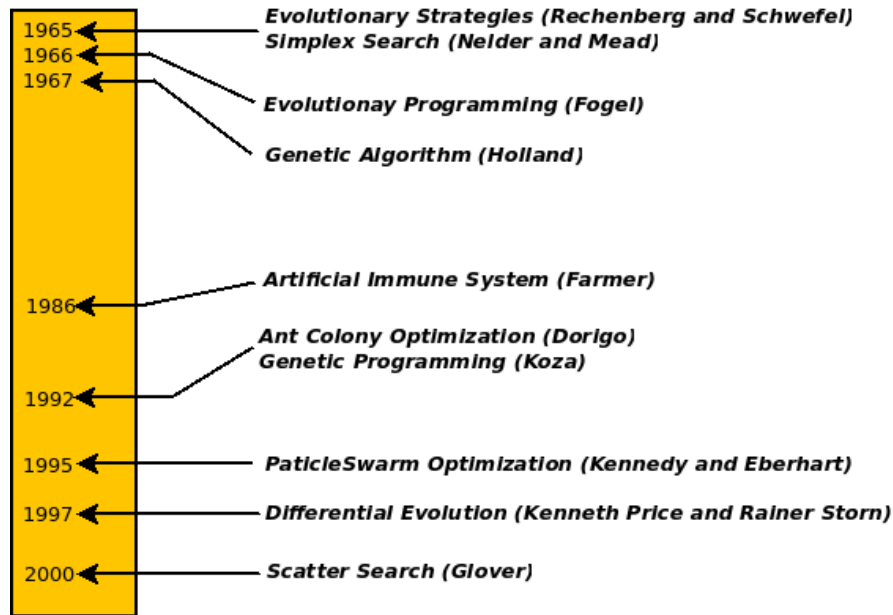 1965
Evolutionary Strategies (Rechenberg and Schwefel)
Simplex Search (Nelder and Mead)
1966
Evolutionay Programming (Fogel)
1967
Genetic Algorithm (Holland)
1986
Artificial Immune System (Farmer)
1992
Ant Colony Optimization (Dorigo)
Genetic Programming (Koza)
1995
PaticleSwarm Optimization (Kennedy and Eberhart)
1997
Differential Evolution (Kenneth Price and Rainer Storn)
2000
Scatter Search (Glover)